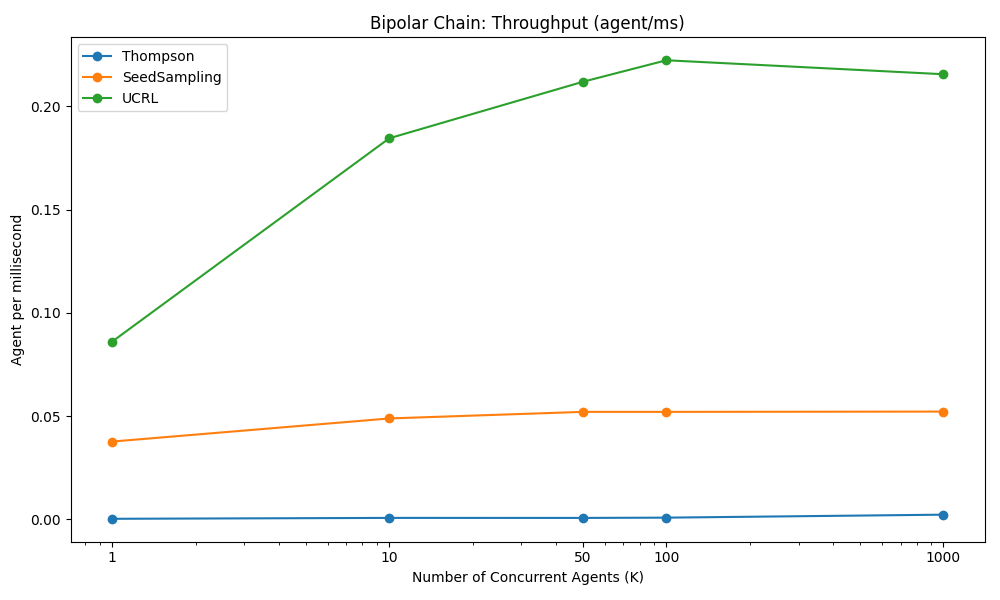 Bipolar Chain: Throughput (agent/ms)
Thompson
SeedSampling
UCRL
Agent per millisecond
0.20
0.15
0.10
0.05
0.00
1
10
50
100
1000
Number of Concurrent Agents (K)